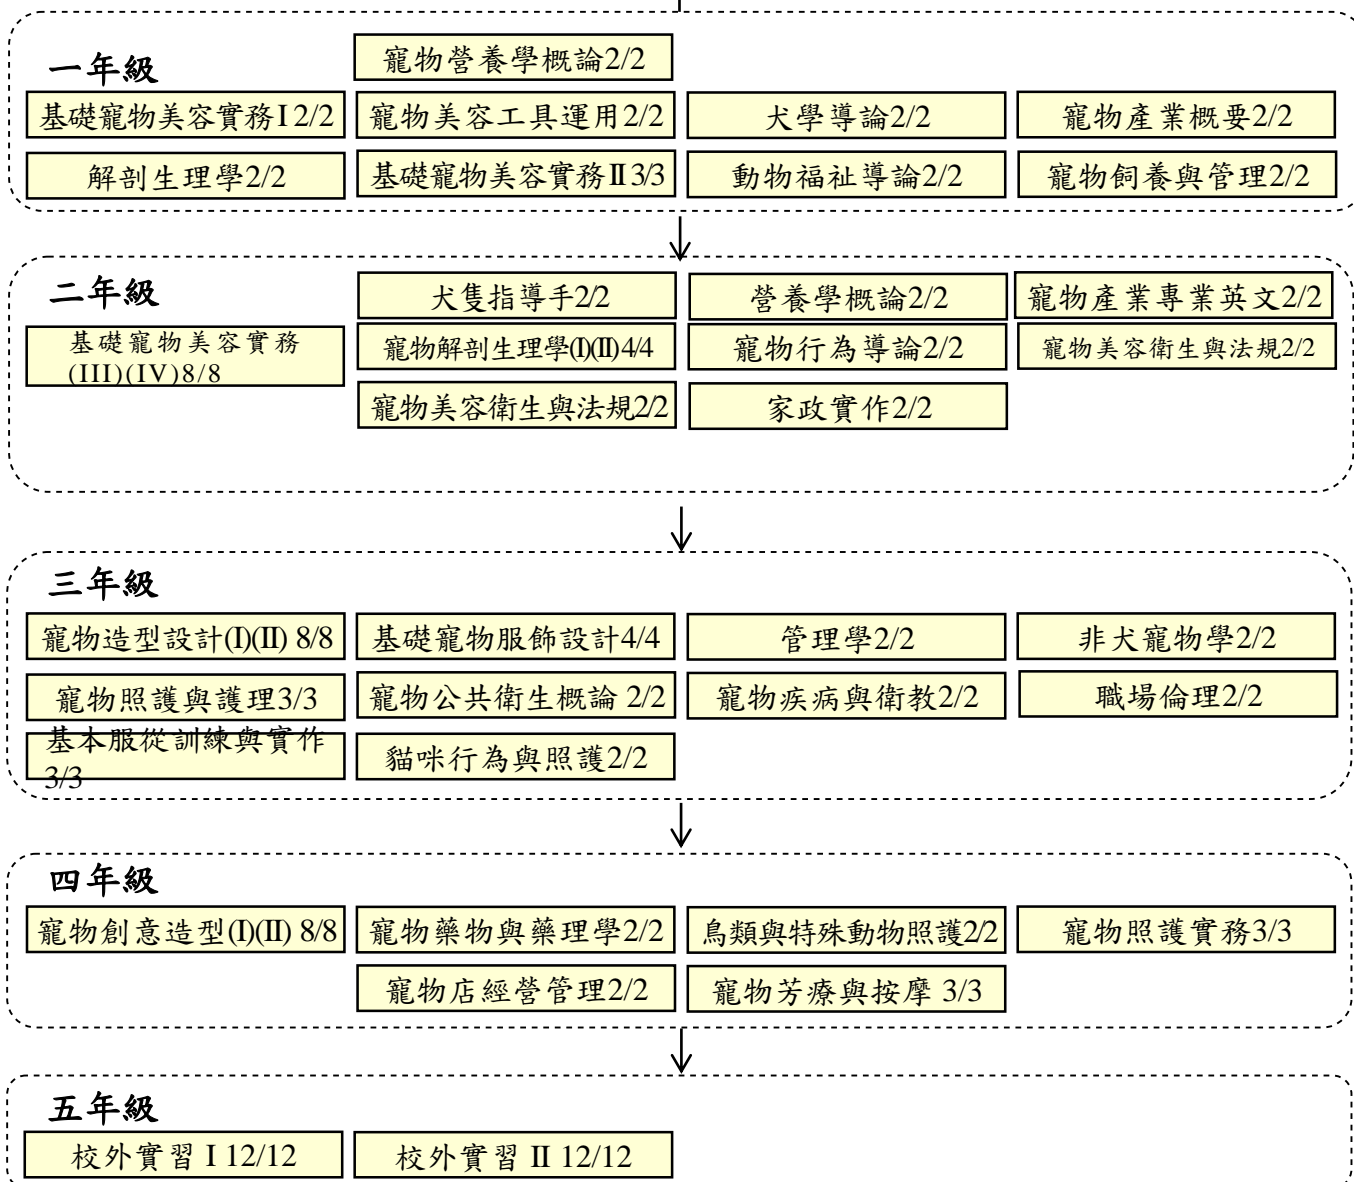 一年級
寵物營養學概論2/2
基礎寵物美容實務I 2/2
寵物美容工具運用2/2
犬學導論2/2
寵物產業概要2/2
解剖生理學2/2
基礎寵物美容實務Ⅱ3/3
動物福祉導論2/2
寵物飼養與管理2/2
二年級
犬隻指導手2/2
營養學概論2/2
寵物產業專業英文2/2
基礎寵物美容實務
(III)(IV)8/8
寵物解剖生理學(I)(II)4/4
寵物行為導論2/2
寵物美容衛生與法規2/2
寵物美容衛生與法規2/2
家政實作2/2
三年級
寵物造型設計(I)(II) 8/8
基礎寵物服飾設計4/4
管理學2/2
非犬寵物學2/2
寵物照護與護理3/3
寵物公共衛生概論 2/2
寵物疾病與衛教2/2
職場倫理2/2
基本服從訓練與實作
3/3
貓咪行為與照護2/2
四年級
寵物創意造型(I)(II) 8/8
寵物藥物與藥理學2/2
鳥類與特殊動物照護2/2
寵物照護實務3/3
寵物店經營管理2/2
寵物芳療與按摩 3/3
五年級
校外實習 I 12/12
校外實習 II 12/12